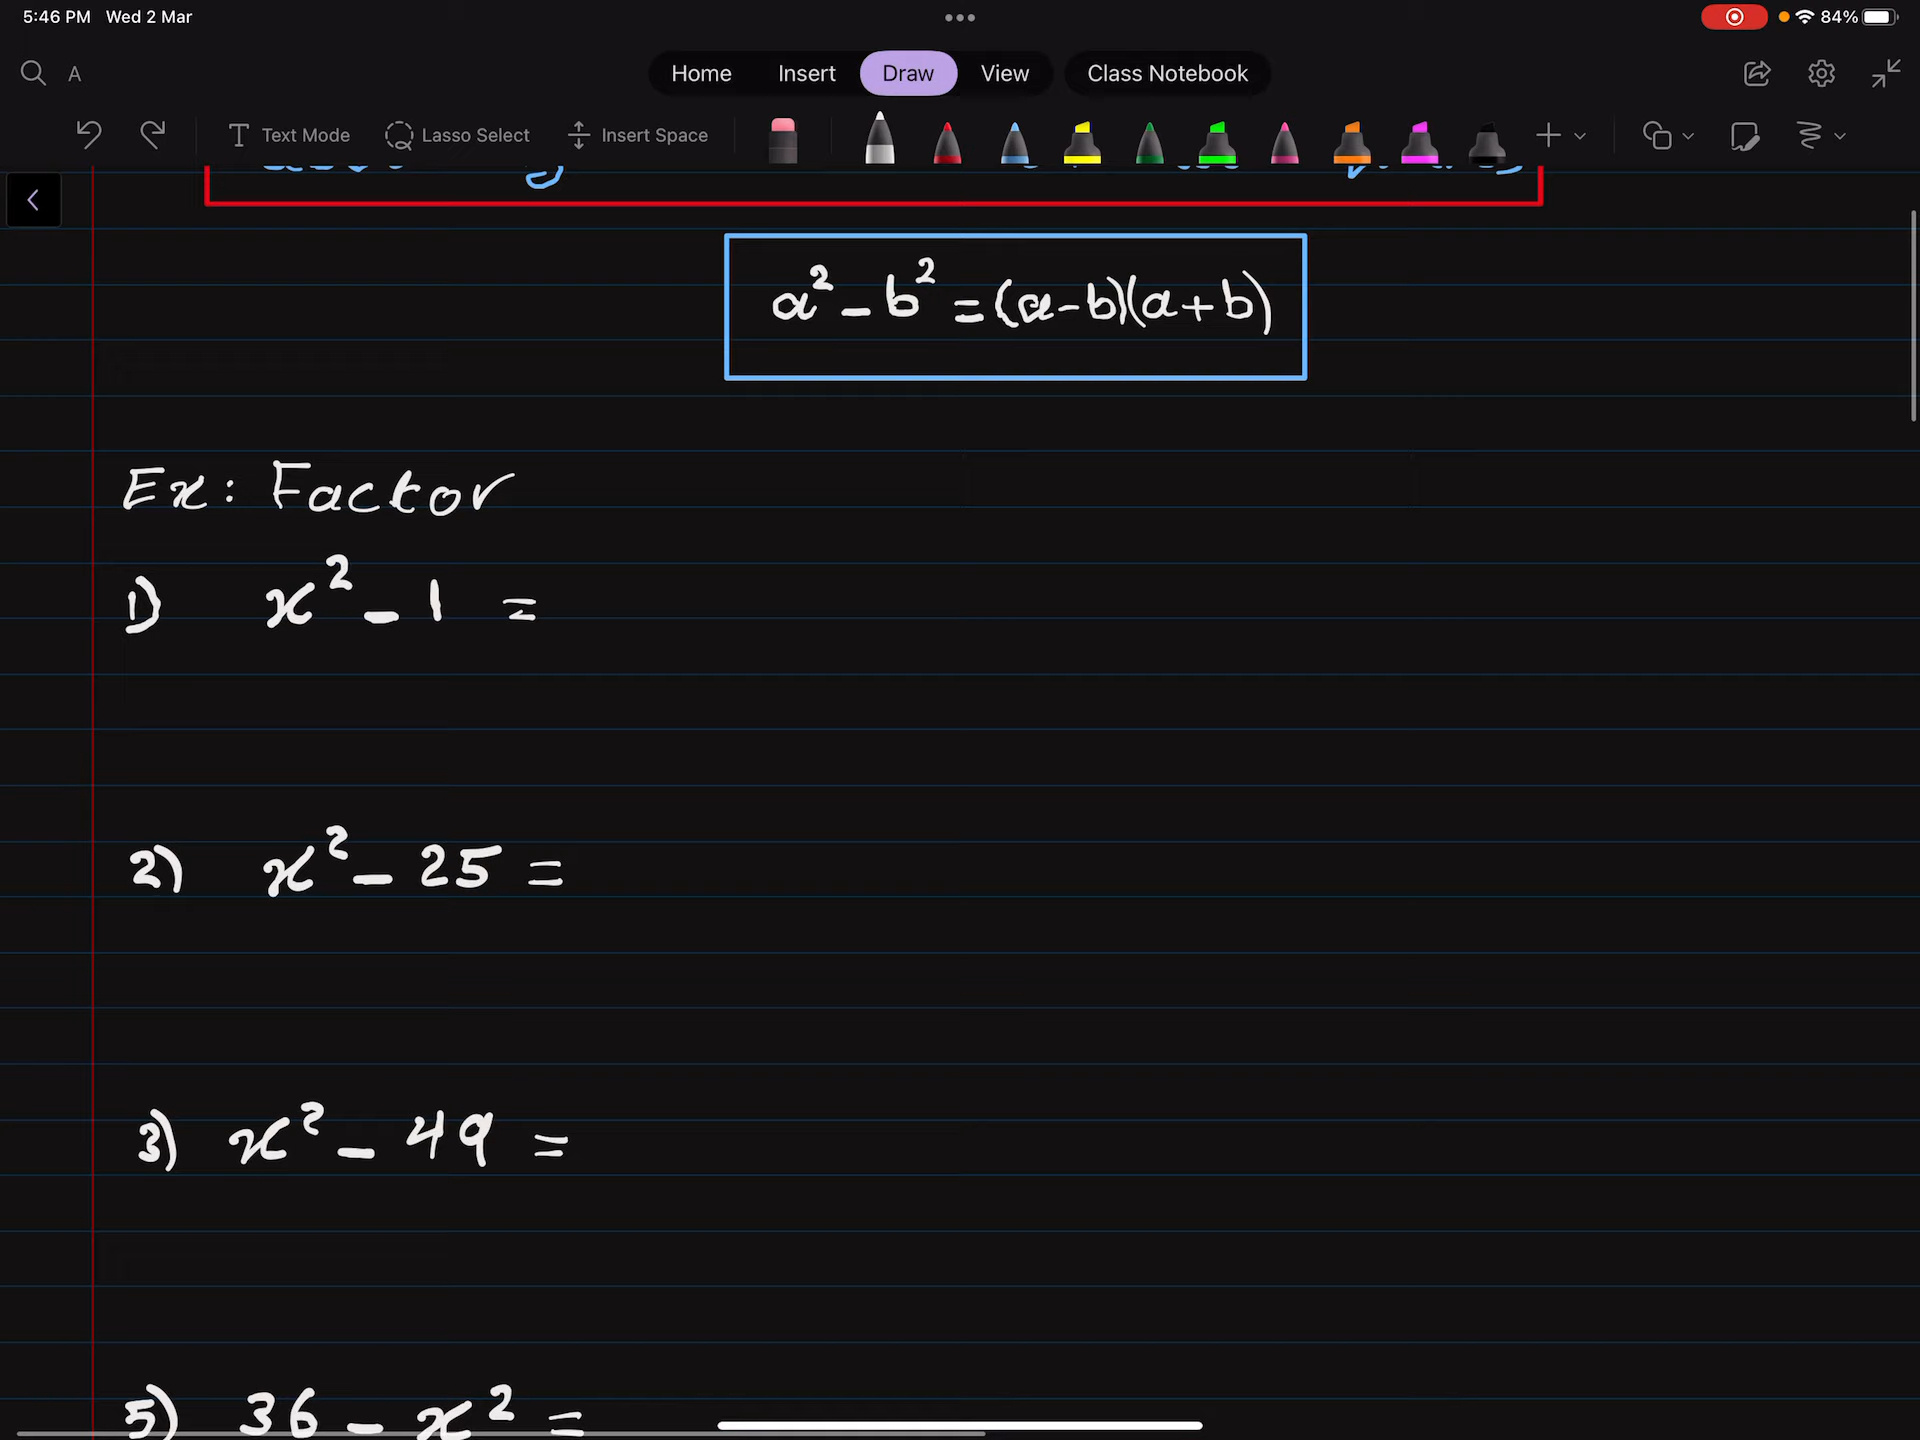 5:46 PM Wed 2 Mar
84%
A
Home Insert Draw View Class Notebook
Text Mode Lasso Select Insert Space
a² - b² = (a-b)(a+b)
Ex: Factor
1) x² - 1 =
2) x² - 25 =
3) x² - 49 =
5) 36 - x² =